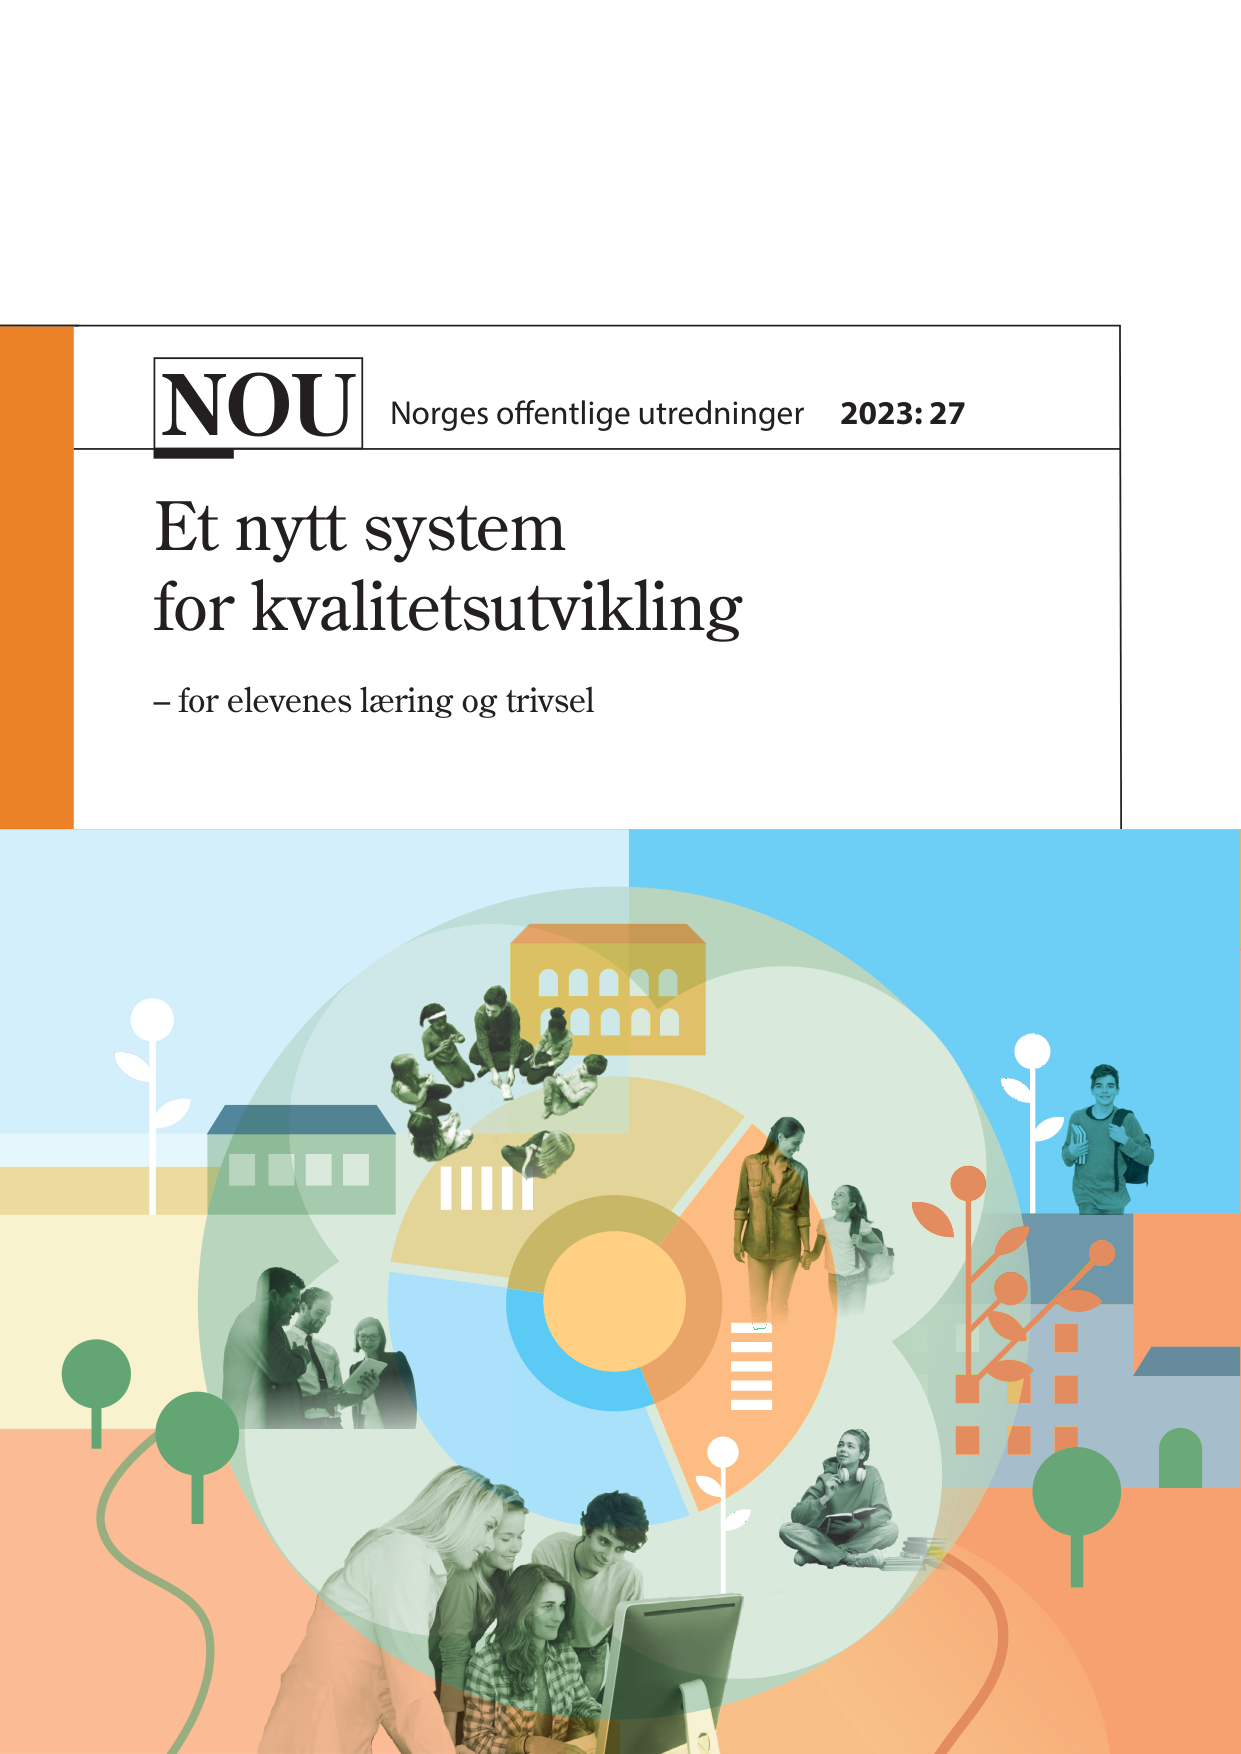 NOU
Norges offentlige utredninger 2023: 27
Et nytt system
for kvalitetsutvikling
– for elevenes læring og trivsel